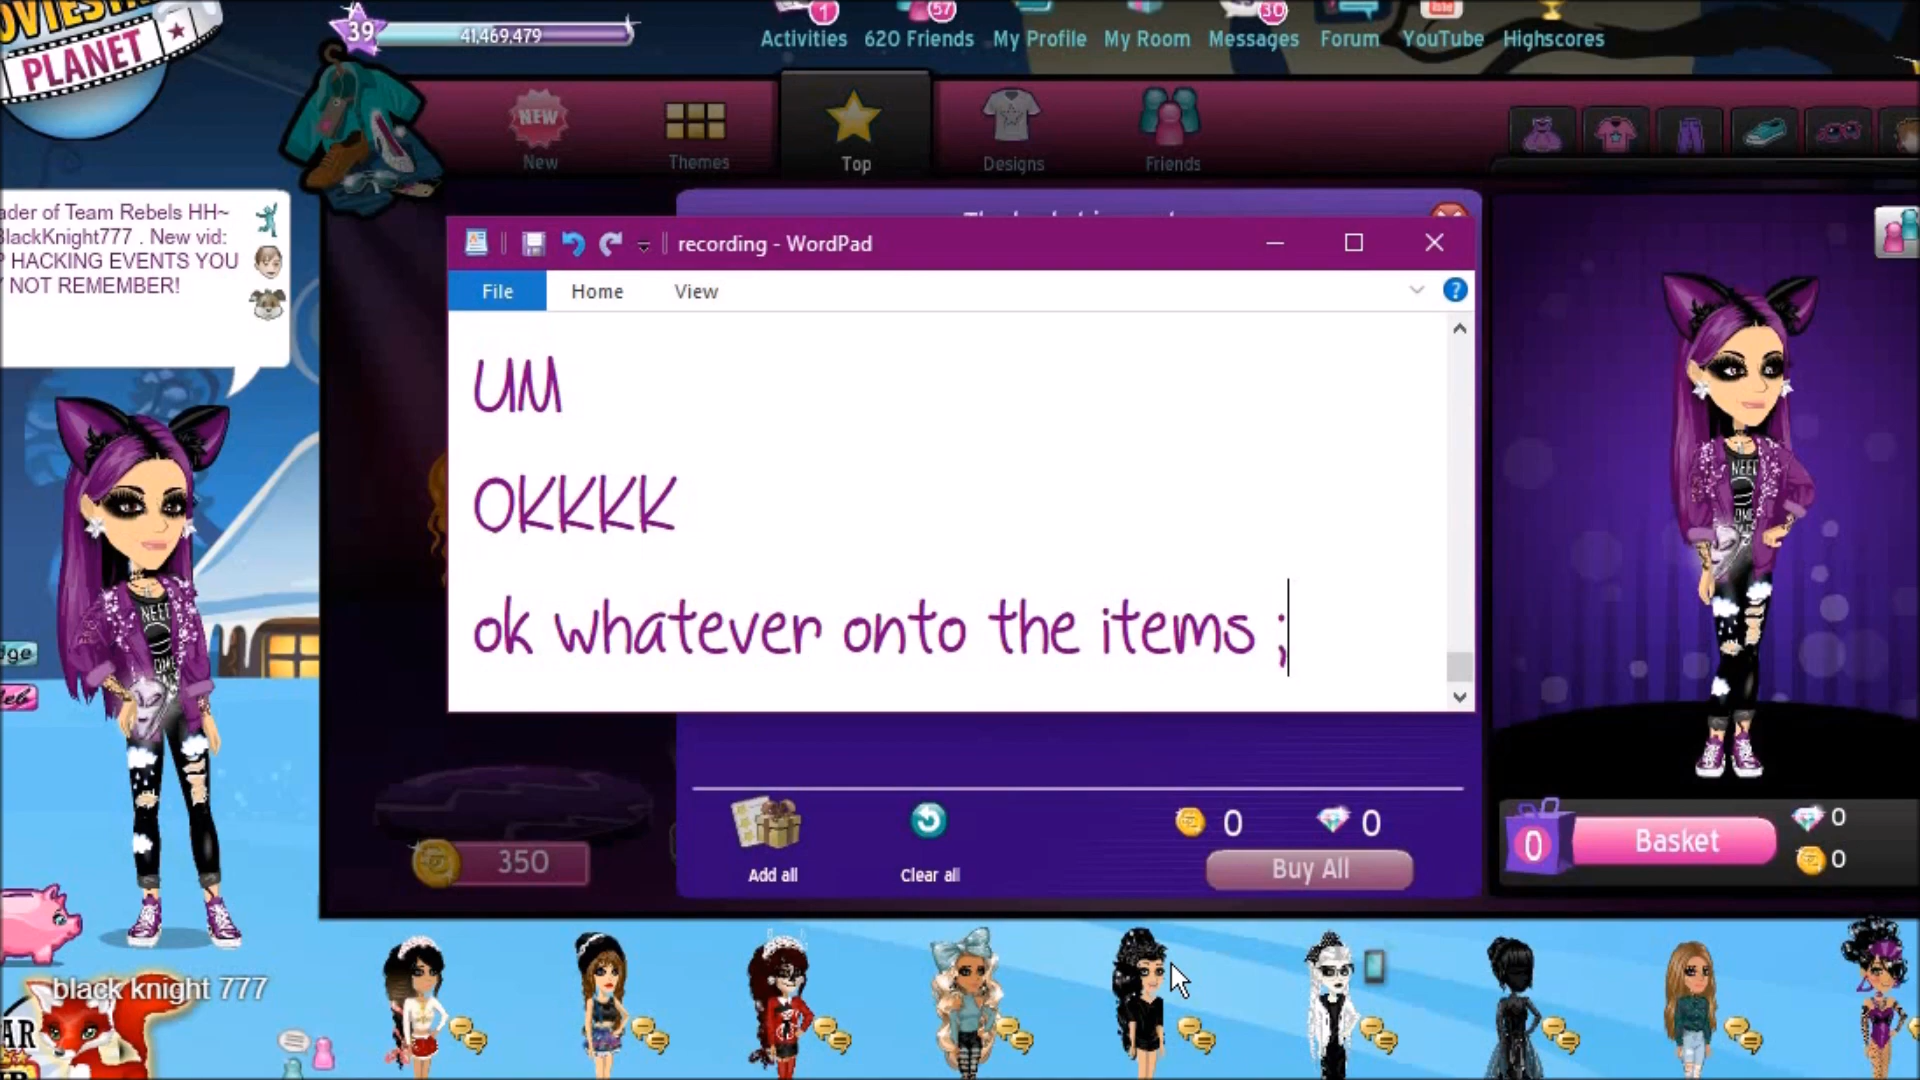 PLANET
39
41,469,479
1
57
30
Activities
620 Friends
My Profile
My Room
Messages
Forum
YouTube
Highscores
NEW
New
Themes
Top
Designs
Friends
ader of Team Rebels HH~
lackKnight777 . New vid:
HACKING EVENTS YOU
NOT REMEMBER!
recording - WordPad
File
Home
View
UM
OKKKK
ok whatever onto the items ;
350
Add all
Clear all
0
0
Buy All
0
Basket
0
0
black knight 777